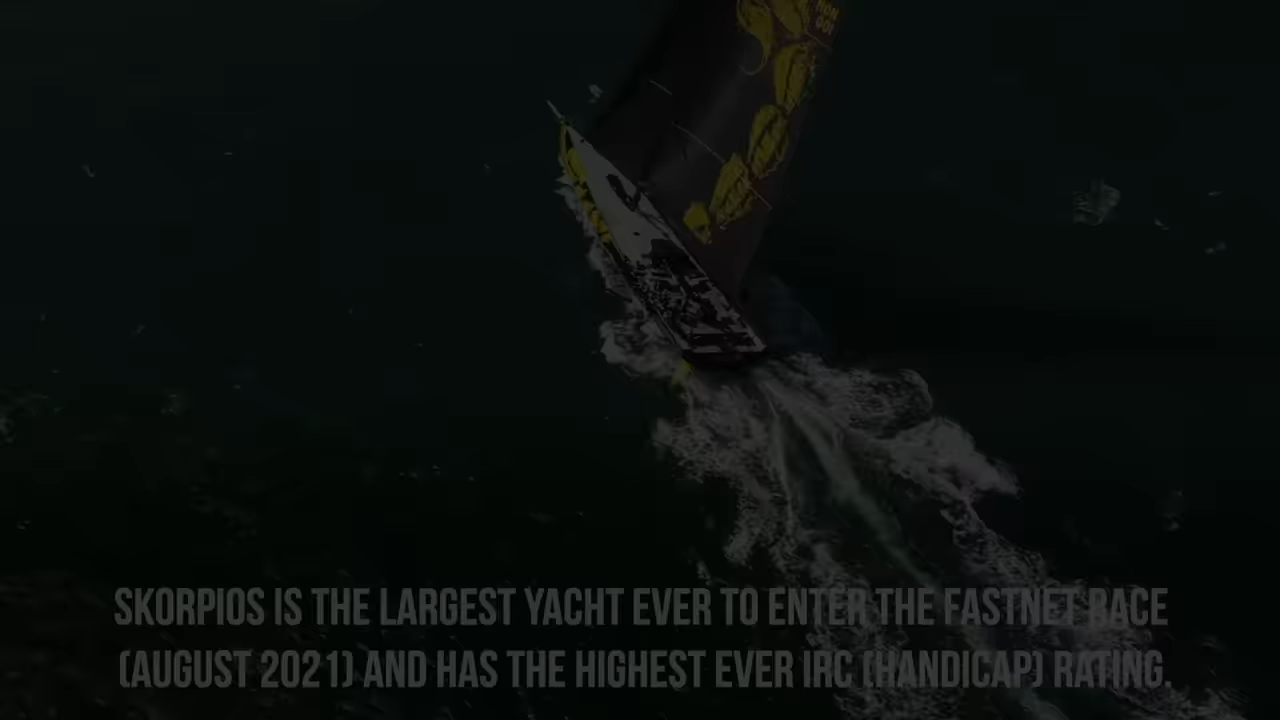 SKORPIOS IS THE LARGEST YACHT EVER TO ENTER THE FASTNET RACE
(AUGUST 2021) AND HAS THE HIGHEST EVER IRC (HANDICAP) RATING.